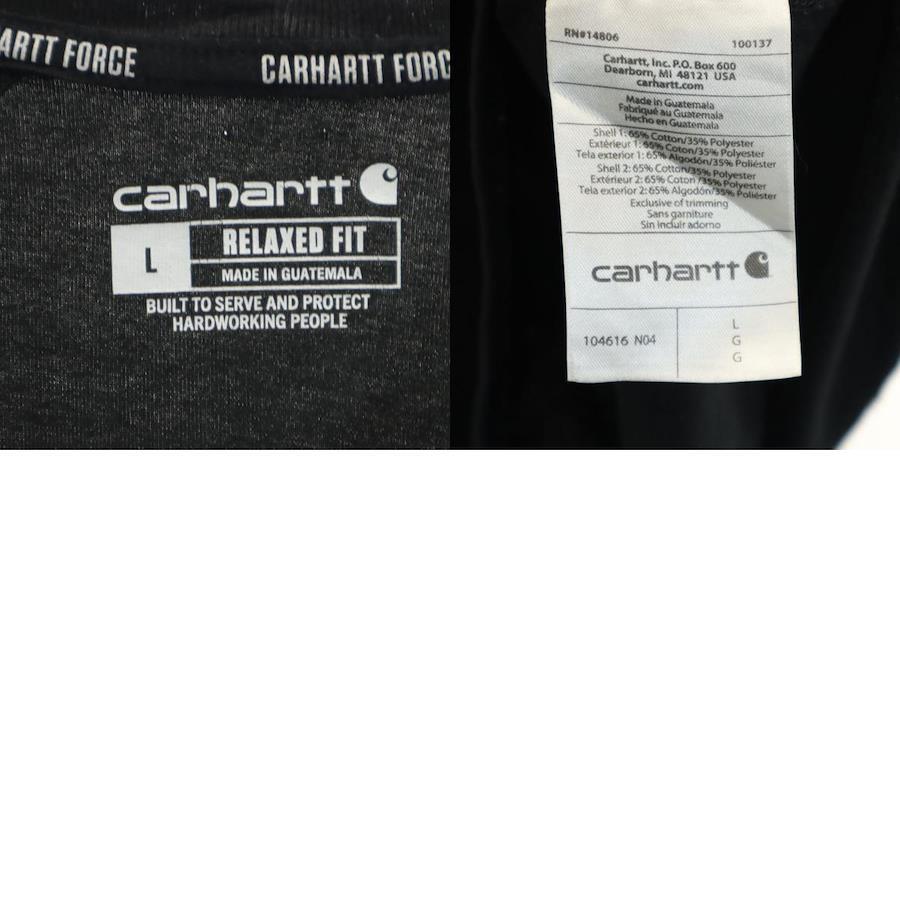 ARTT FORCE
CARHARTT FORC
carhartt
L
RELAXED FIT
MADE IN GUATEMALA
BUILT TO SERVE AND PROTECT
HARDWORKING PEOPLE
RN#14806
100137
Carhartt, Inc. P.O. Box 600
Dearborn, MI 48121 USA
carhartt.com
Made in Guatemala
Fabriqué au Guatemala
Hecho en Guatemala
Shell 1: 65% Cotton/35% Polyester
Extérieur 1: 65% Coton/35% Polyester
Tela exterior 1: 65% Algodón/35% Poliéster
Shell 2: 65% Cotton/35% Polyester
Extérieur 2: 65% Coton/35% Polyester
Tela exterior 2: 65% Algodón/35% Poliéster
Exclusive of trimming
Sans garniture
Sin incluir adorno
carhartt
104616 N04
L
G
G